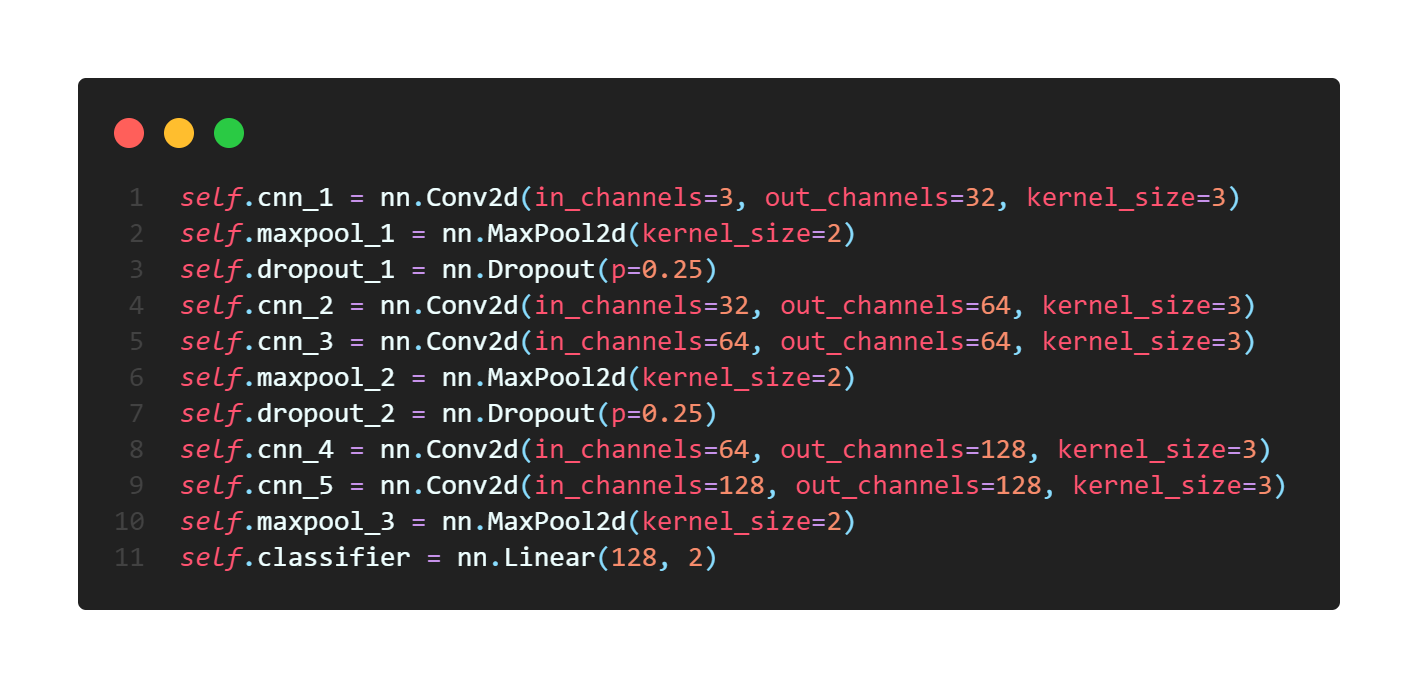 1 self.cnn_1 = nn.Conv2d(in_channels=3, out_channels=32, kernel_size=3)
2 self.maxpool_1 = nn.MaxPool2d(kernel_size=2)
3 self.dropout_1 = nn.Dropout(p=0.25)
4 self.cnn_2 = nn.Conv2d(in_channels=32, out_channels=64, kernel_size=3)
5 self.cnn_3 = nn.Conv2d(in_channels=64, out_channels=64, kernel_size=3)
6 self.maxpool_2 = nn.MaxPool2d(kernel_size=2)
7 self.dropout_2 = nn.Dropout(p=0.25)
8 self.cnn_4 = nn.Conv2d(in_channels=64, out_channels=128, kernel_size=3)
9 self.cnn_5 = nn.Conv2d(in_channels=128, out_channels=128, kernel_size=3)
10 self.maxpool_3 = nn.MaxPool2d(kernel_size=2)
11 self.classifier = nn.Linear(128, 2)